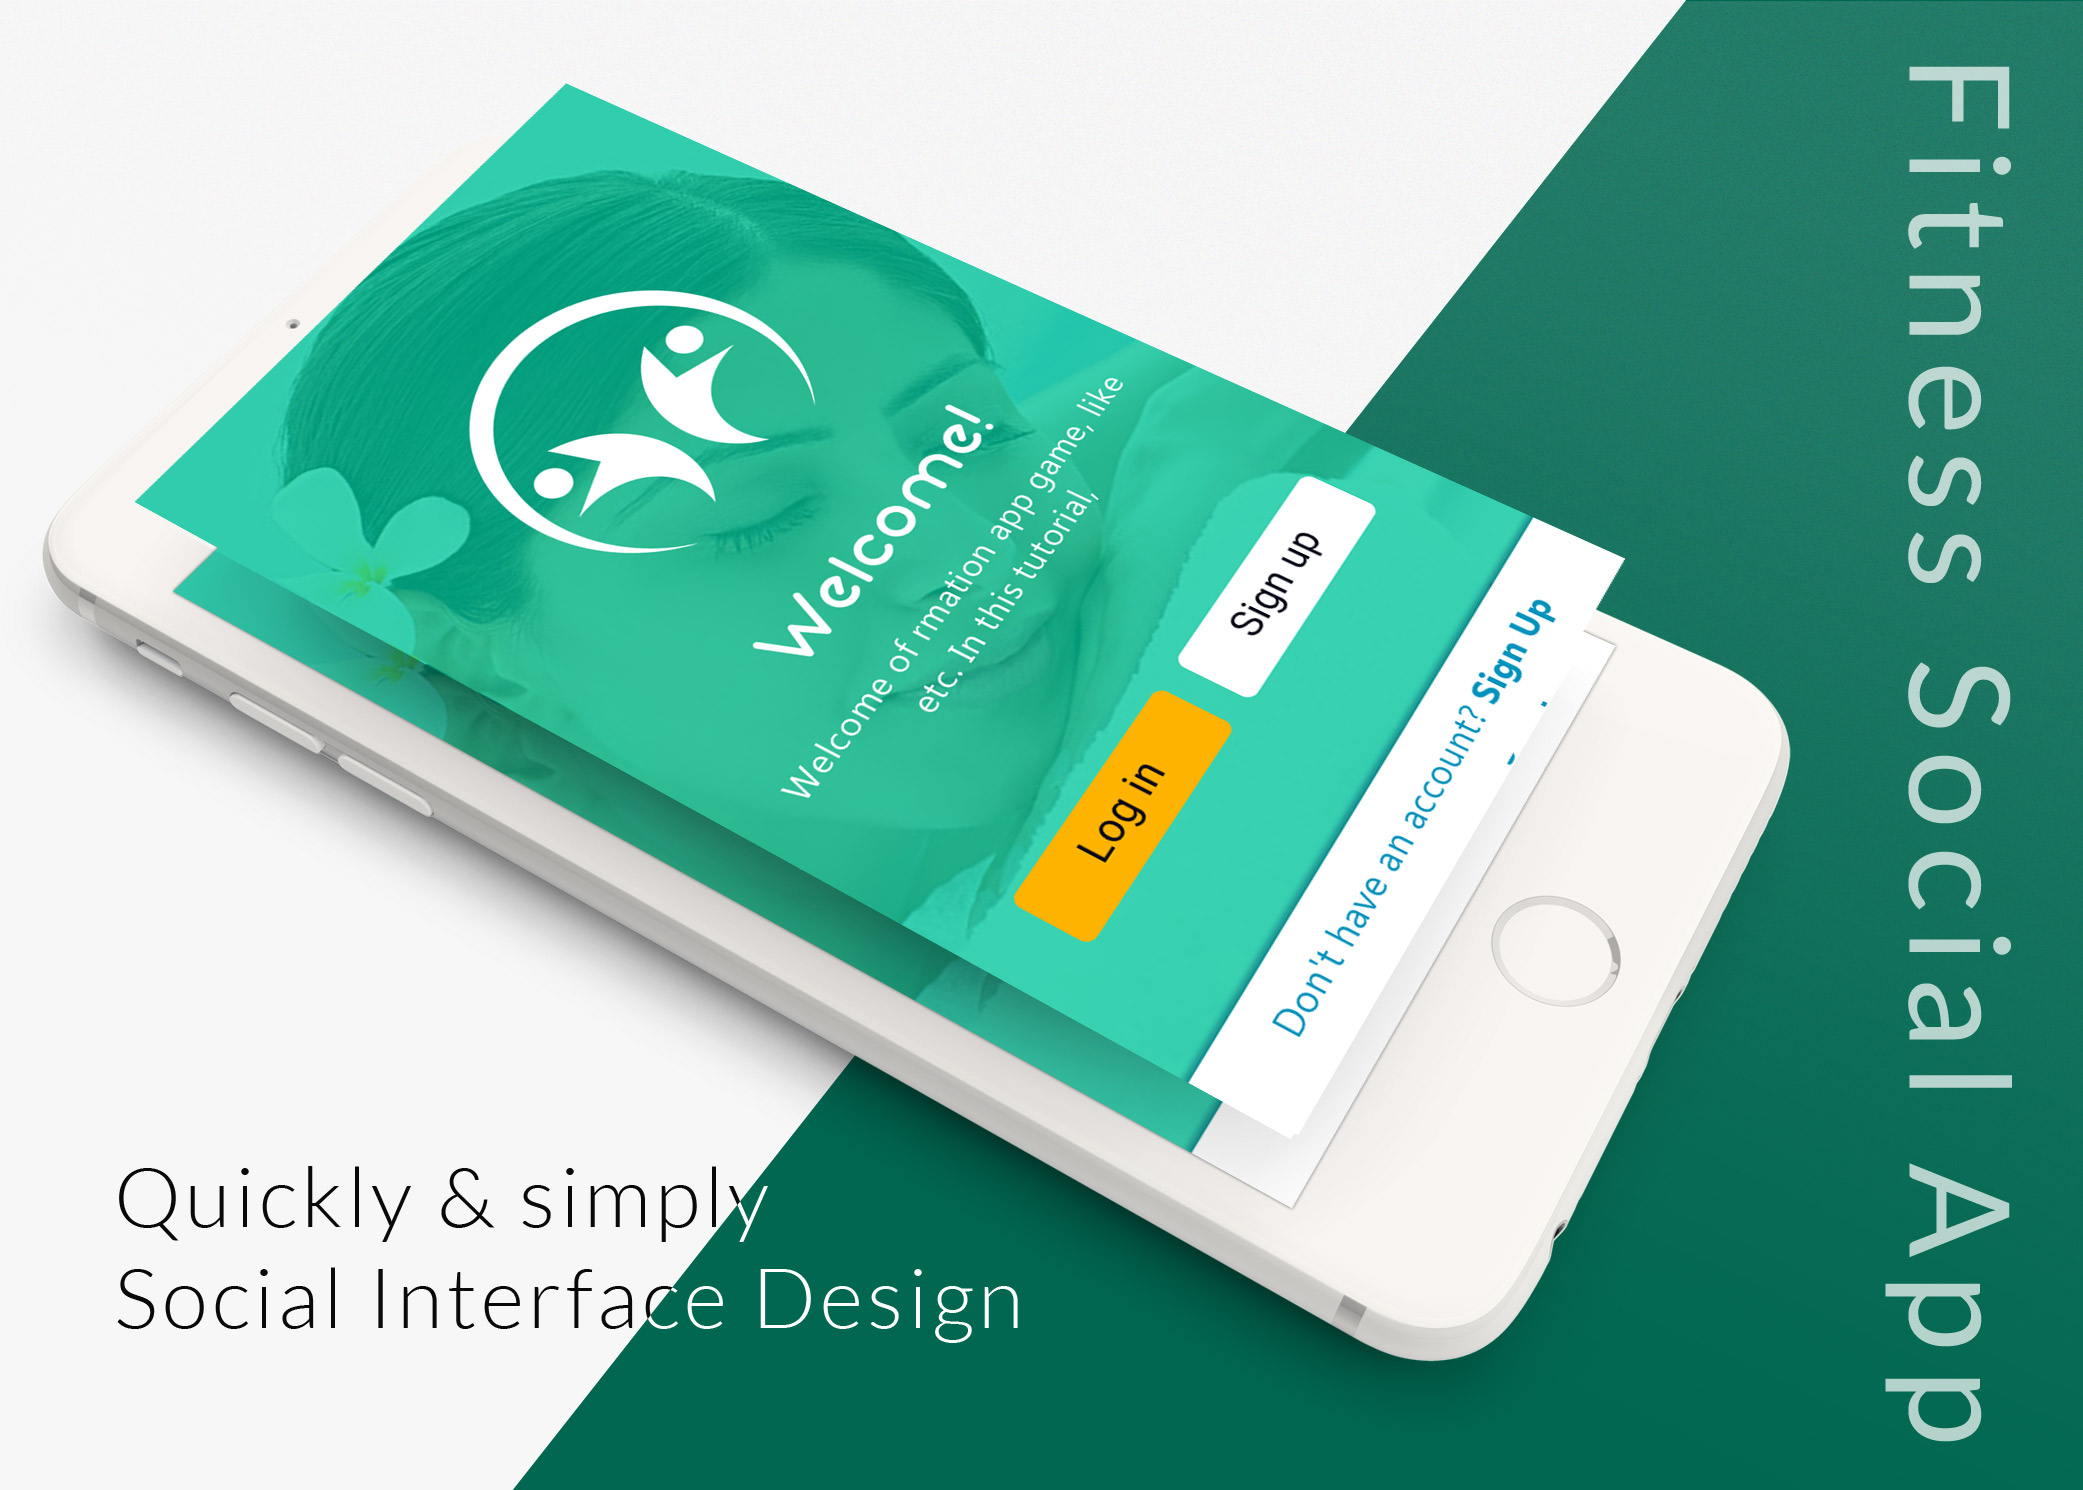 Fitness Social App
Welcome!
Welcome of rmation app game, like
etc. In this tutorial,
Log in
Sign up
Don't have an account? Sign Up
Quickly & simply
Social Interface Design